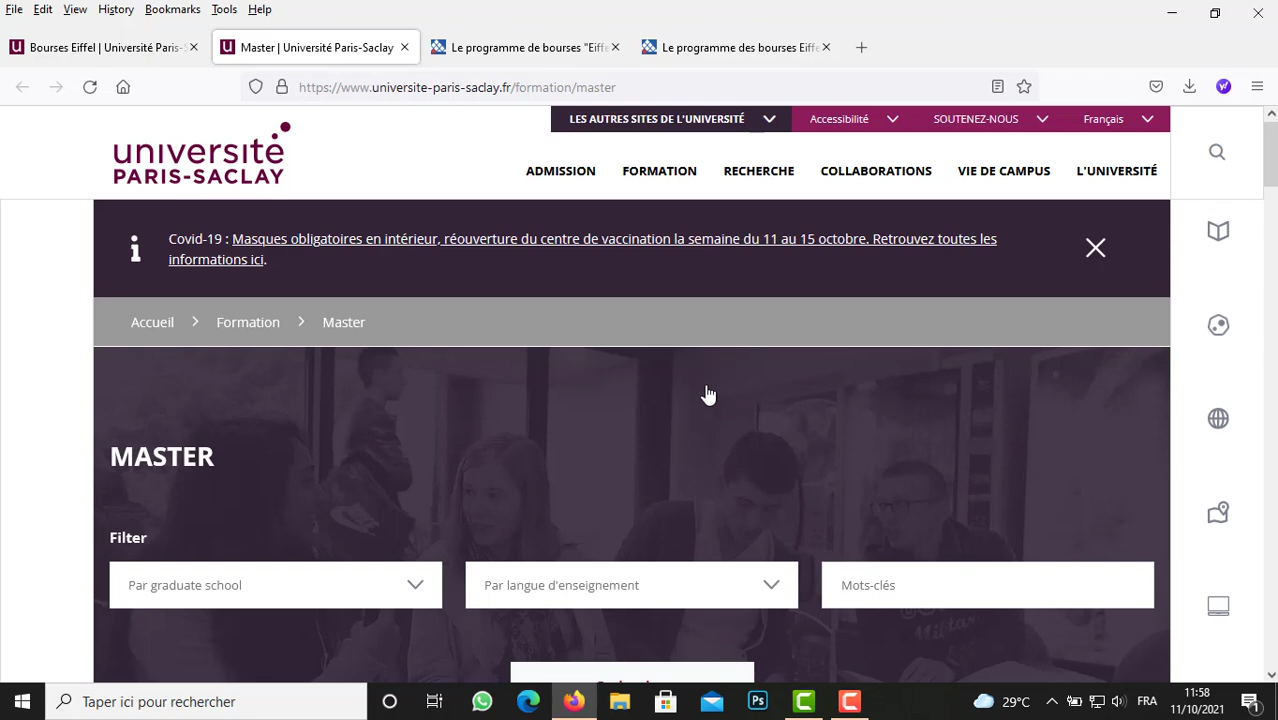 File Edit View History Bookmarks Tools Help
Bourses Eiffel | Université Paris-
Master | Université Paris-Saclay
Le programme de bourses "Eiffe
Le programme des bourses Eiffe
https://www.universite-paris-saclay.fr/formation/master
LES AUTRES SITES DE L'UNIVERSITÉ
Accessibilité
SOUTENEZ-NOUS
Français
université
PARIS-SACLAY
ADMISSION FORMATION RECHERCHE COLLABORATIONS VIE DE CAMPUS L'UNIVERSITÉ
Covid-19 : Masques obligatoires en intérieur, réouverture du centre de vaccination la semaine du 11 au 15 octobre. Retrouvez toutes les
informations ici.
Accueil Formation Master
MASTER
Filter
Par graduate school
Par langue d'enseignement
Mots-clés
Taper ici pour rechercher
Ps
29°C
FRA
11:58
11/10/2021
1